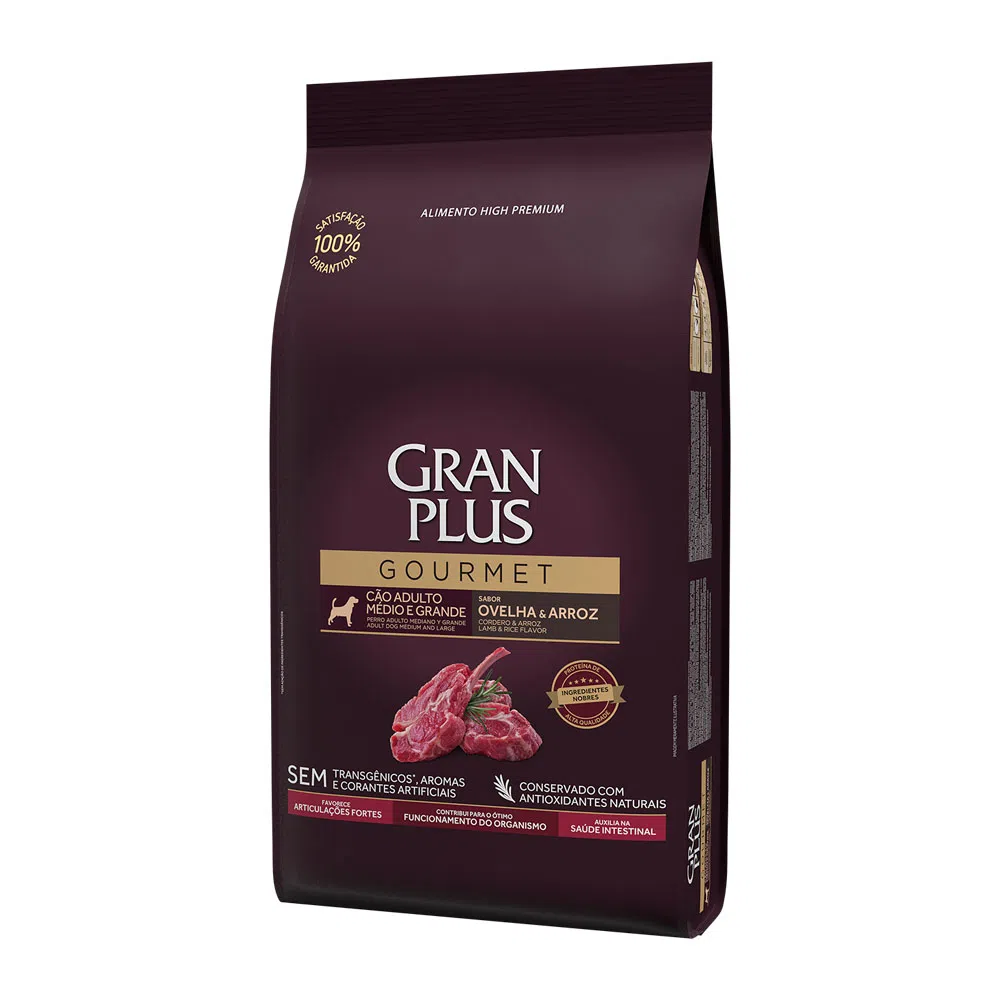 ALIMENTO HIGH PREMIUM
SATISFAÇÃO
100%
GARANTIDA
GRAN
PLUS
GOURMET
CÃO ADULTO
MÉDIO E GRANDE
PERRO ADULTO MEDIANO Y GRANDE
ADULT DOG MEDIUM AND LARGE
SABOR
OVELHA & ARROZ
CORDERO & ARROZ
LAMB & RICE FLAVOR
PROTEÍNA DE
INGREDIENTES
NOBRES
ALTA QUALIDADE
SEM TRANSGÊNICOS*, AROMAS
E CORANTES ARTIFICIAIS
CONSERVADO COM
ANTIOXIDANTES NATURAIS
FAVORECE
ARTICULAÇÕES FORTES
CONTRIBUI PARA O ÓTIMO
FUNCIONAMENTO DO ORGANISMO
AUXILIA NA
SAÚDE INTESTINAL
GRAN
PLUS